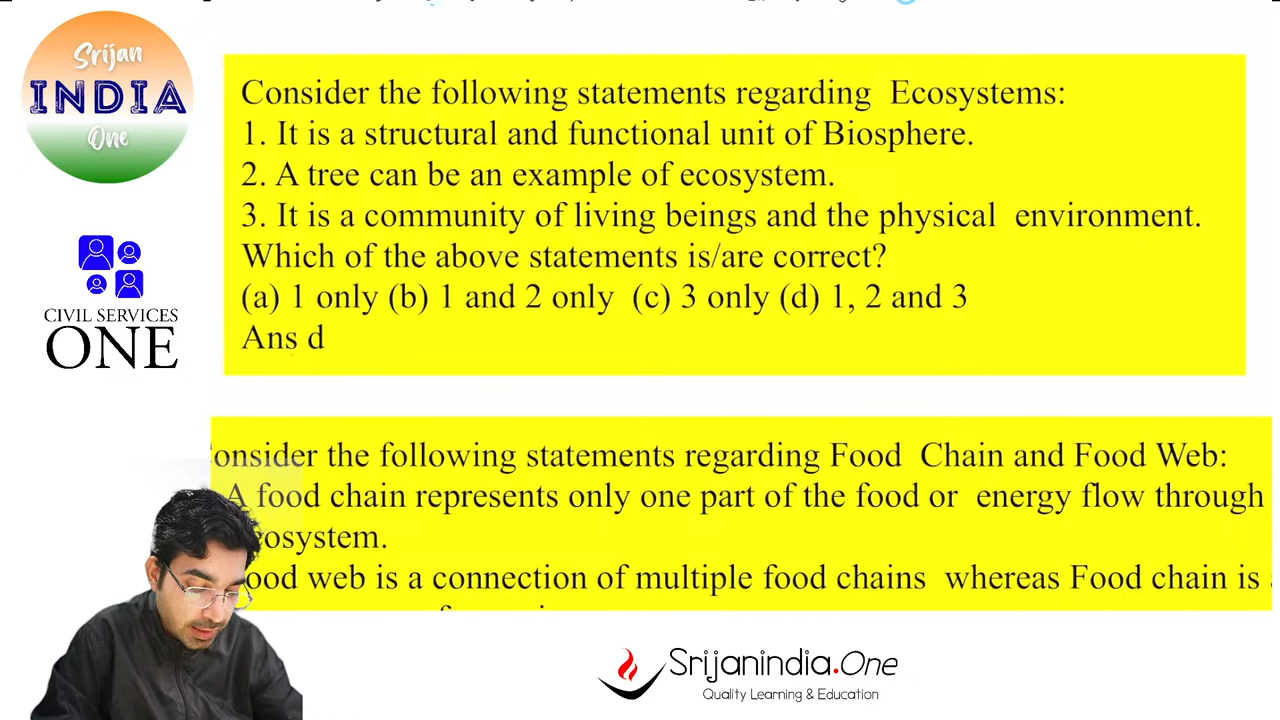 Srijan
INDIA
One
CIVIL SERVICES
ONE
Consider the following statements regarding Ecosystems:
1. It is a structural and functional unit of Biosphere.
2. A tree can be an example of ecosystem.
3. It is a community of living beings and the physical environment.
Which of the above statements is/are correct?
(a) 1 only (b) 1 and 2 only (c) 3 only (d) 1, 2 and 3
Ans d
onsider the following statements regarding Food Chain and Food Web:
A food chain represents only one part of the food or energy flow through
cosystem.
ood web is a connection of multiple food chains whereas Food chain is
Srijanindia.One
Quality Learning & Education